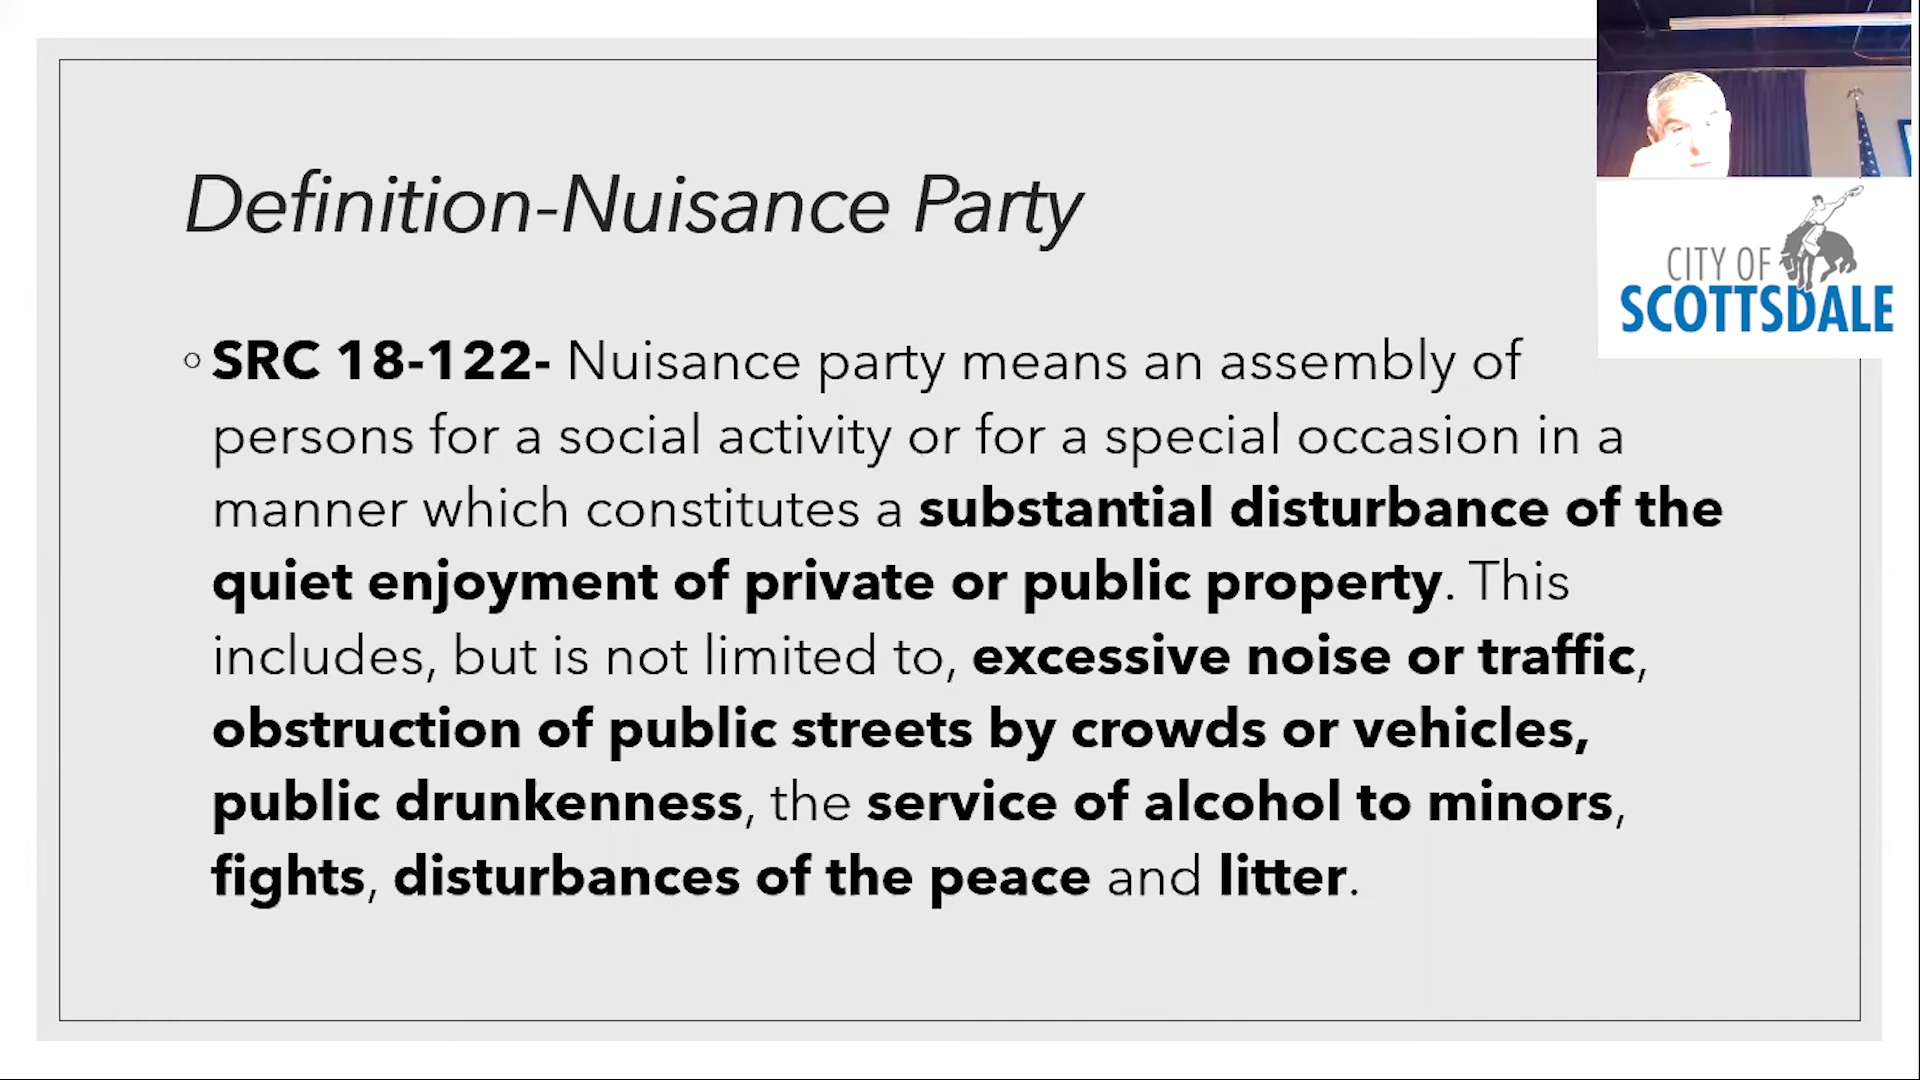 Definition-Nuisance Party
CITY OF
SCOTTSDALE
◦ SRC 18-122- Nuisance party means an assembly of
persons for a social activity or for a special occasion in a
manner which constitutes a substantial disturbance of the
quiet enjoyment of private or public property. This
includes, but is not limited to, excessive noise or traffic,
obstruction of public streets by crowds or vehicles,
public drunkenness, the service of alcohol to minors,
fights, disturbances of the peace and litter.